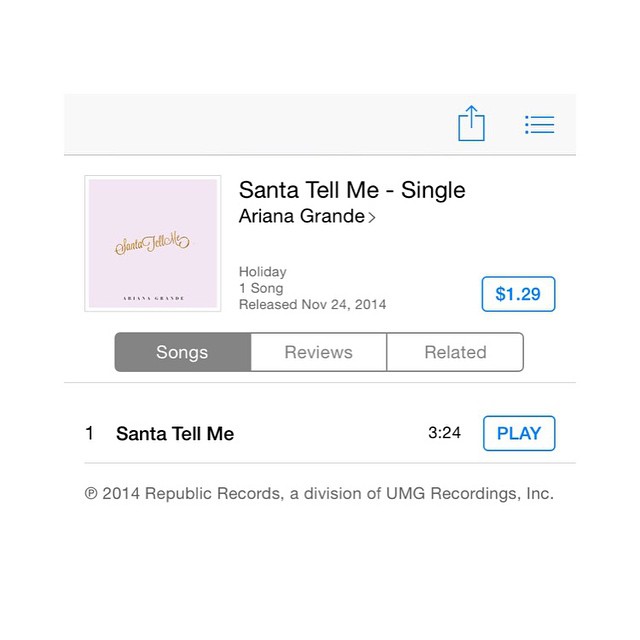 Santa Tell Me - Single
Ariana Grande >
Santa Tell Me
ARIANA GRANDE
Holiday
1 Song
Released Nov 24, 2014
$1.29
Songs Reviews Related
1 Santa Tell Me 3:24 PLAY
℗ 2014 Republic Records, a division of UMG Recordings, Inc.